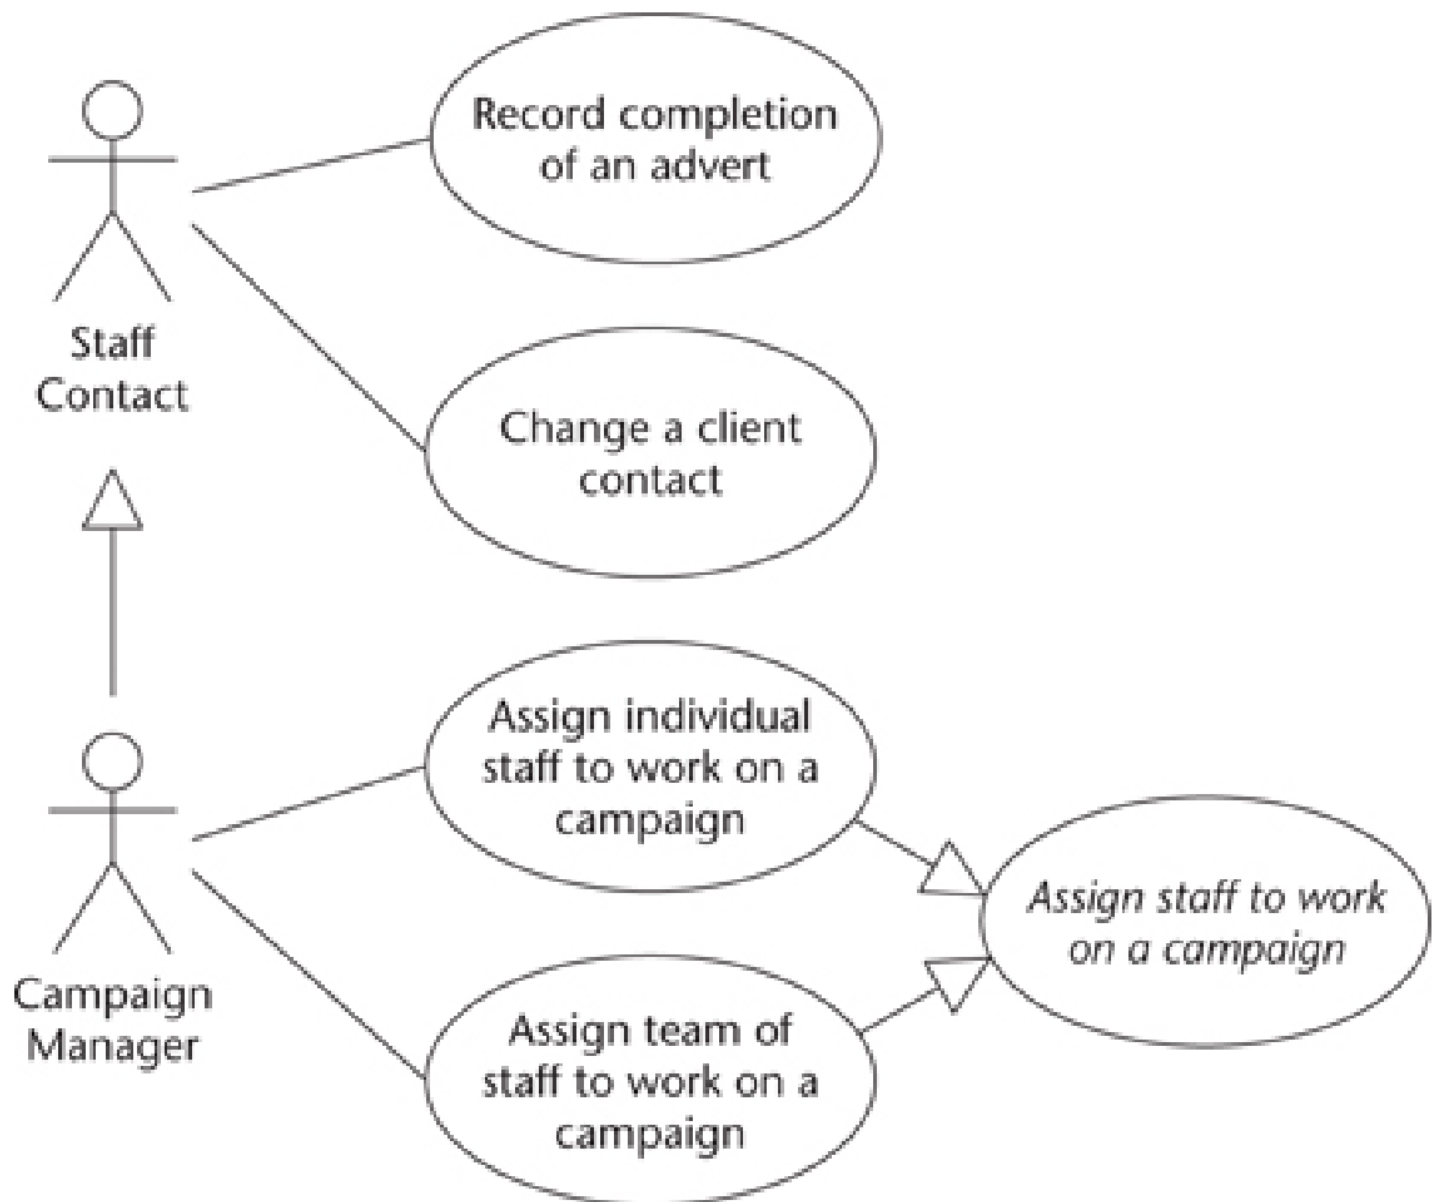 Record completion
of an advert
Staff
Contact
Change a client
contact
Assign individual
staff to work on a
campaign
Assign staff to work
on a campaign
Campaign
Manager
Assign team of
staff to work on a
campaign